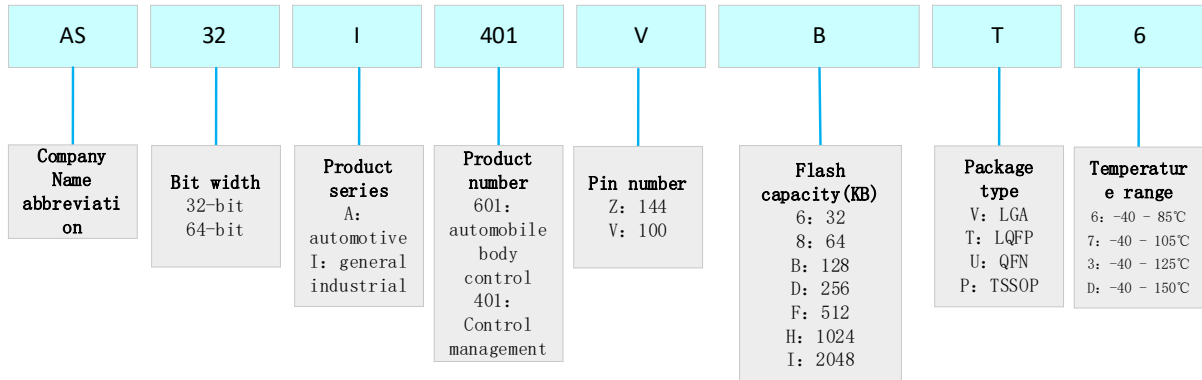 AS
32
I
401
V
B
T
6
Company
Name
abbreviati
on
Bit width
32-bit
64-bit
Product
series
A:
automotive
I: general
industrial
Product
number
601:
automobile
body
control
401:
Control
management
Pin number
Z: 144
V: 100
Flash
capacity(KB)
6: 32
8: 64
B: 128
D: 256
F: 512
H: 1024
I: 2048
Package
type
V: LGA
T: LQFP
U: QFN
P: TSSOP
Temperatur
e range
6: -40 - 85℃
7: -40 - 105℃
3: -40 - 125℃
D: -40 - 150℃